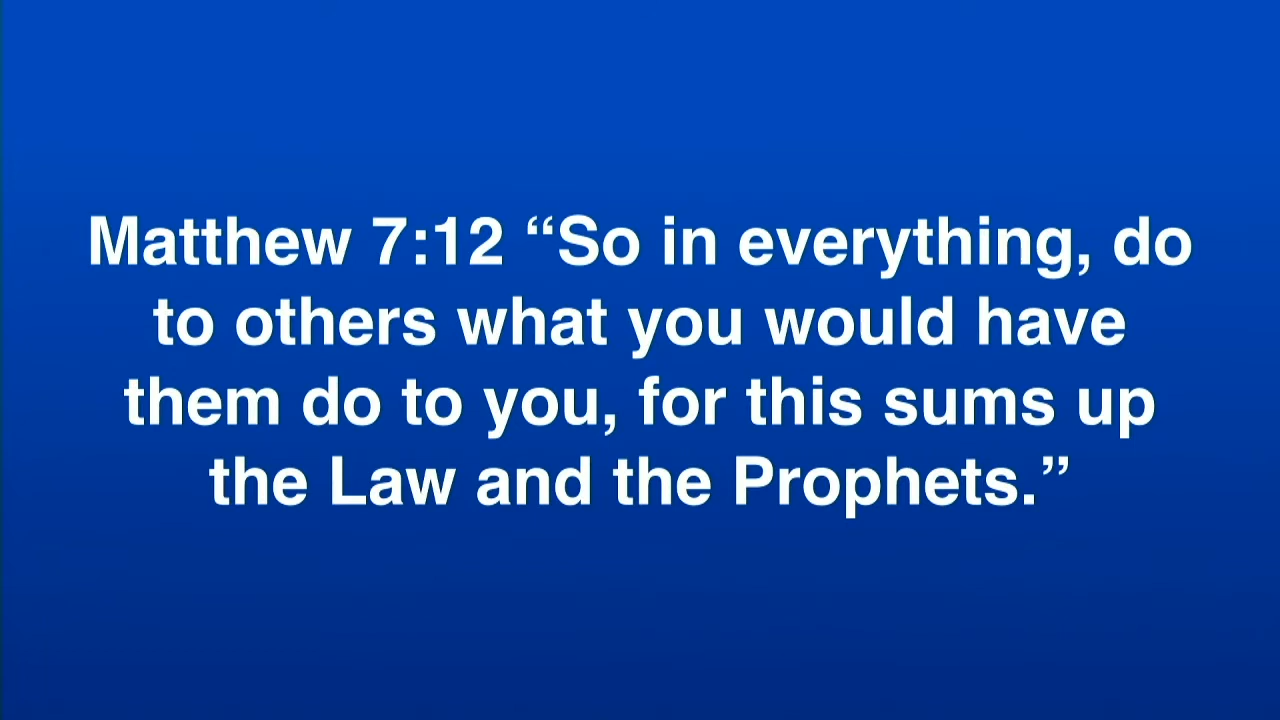 Matthew 7:12 “So in everything, do
to others what you would have
them do to you, for this sums up
the Law and the Prophets.”